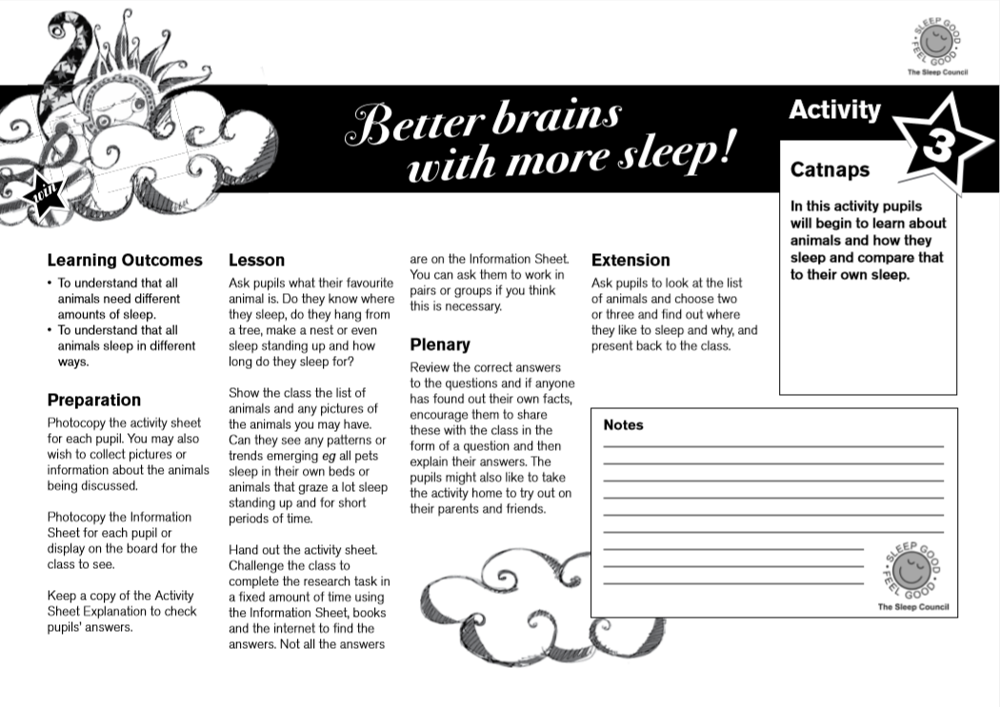 SLEEP GOOD
FEEL GOOD
The Sleep Council
Better brains
with more sleep!
Activity
3
Catnaps
In this activity pupils
will begin to learn about
animals and how they
sleep and compare that
to their own sleep.
Learning Outcomes
• To understand that all
animals need different
amounts of sleep.
• To understand that all
animals sleep in different
ways.
Preparation
Photocopy the activity sheet
for each pupil. You may also
wish to collect pictures or
information about the animals
being discussed.
Photocopy the Information
Sheet for each pupil or
display on the board for the
class to see.
Keep a copy of the Activity
Sheet Explanation to check
pupils' answers.
Lesson
Ask pupils what their favourite
animal is. Do they know where
they sleep, do they hang from
a tree, make a nest or even
sleep standing up and how
long do they sleep for?
Show the class the list of
animals and any pictures of
the animals you may have.
Can they see any patterns or
trends emerging eg all pets
sleep in their own beds or
animals that graze a lot sleep
standing up and for short
periods of time.
Hand out the activity sheet.
Challenge the class to
complete the research task in
a fixed amount of time using
the Information Sheet, books
and the internet to find the
answers. Not all the answers
are on the Information Sheet.
You can ask them to work in
pairs or groups if you think
this is necessary.
Plenary
Review the correct answers
to the questions and if anyone
has found out their own facts,
encourage them to share
these with the class in the
form of a question and then
explain their answers. The
pupils might also like to take
the activity home to try out on
their parents and friends.
Extension
Ask pupils to look at the list
of animals and choose two
or three and find out where
they like to sleep and why, and
present back to the class.
Notes
SLEEP GOOD
FEEL GOOD
The Sleep Council